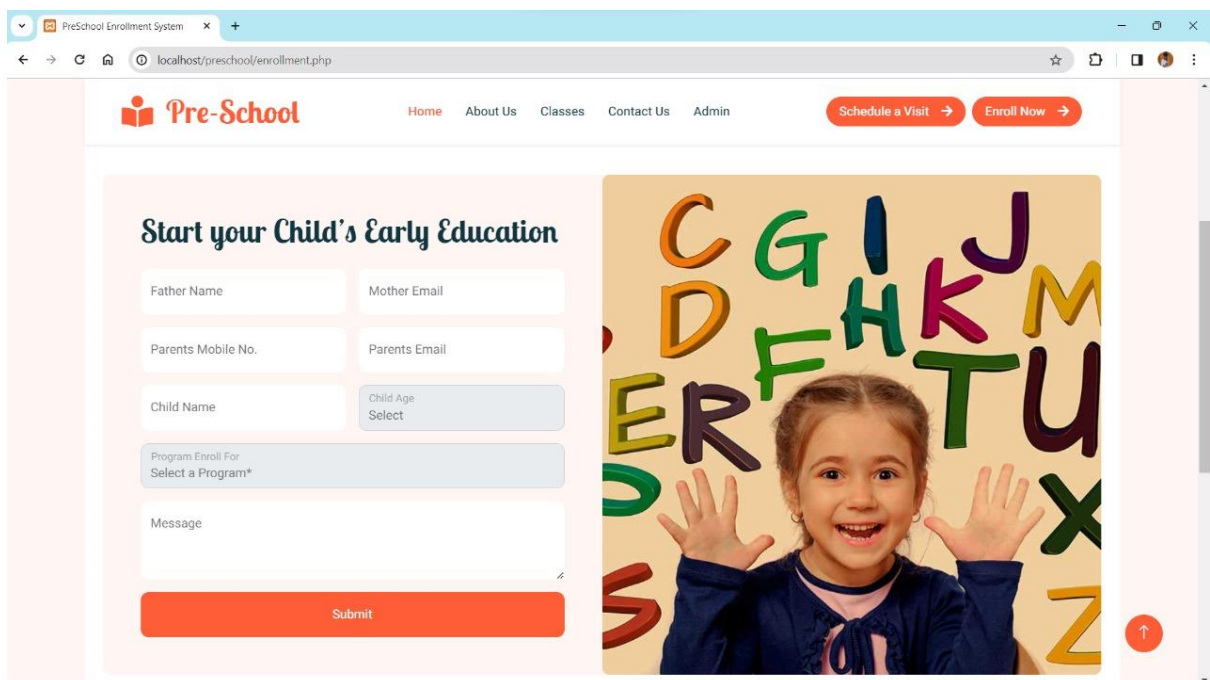 PreSchool Enrollment System
localhost/preschool/enrollment.php
Pre-School
Home About Us Classes Contact Us Admin
Schedule a Visit → Enroll Now →
Start your Child's Early Education
Father Name Mother Email
Parents Mobile No. Parents Email
Child Name
Child Age
Select
Program Enroll For
Select a Program*
Message
Submit
C G I J
D H K M
F T U
E R
X
S Z